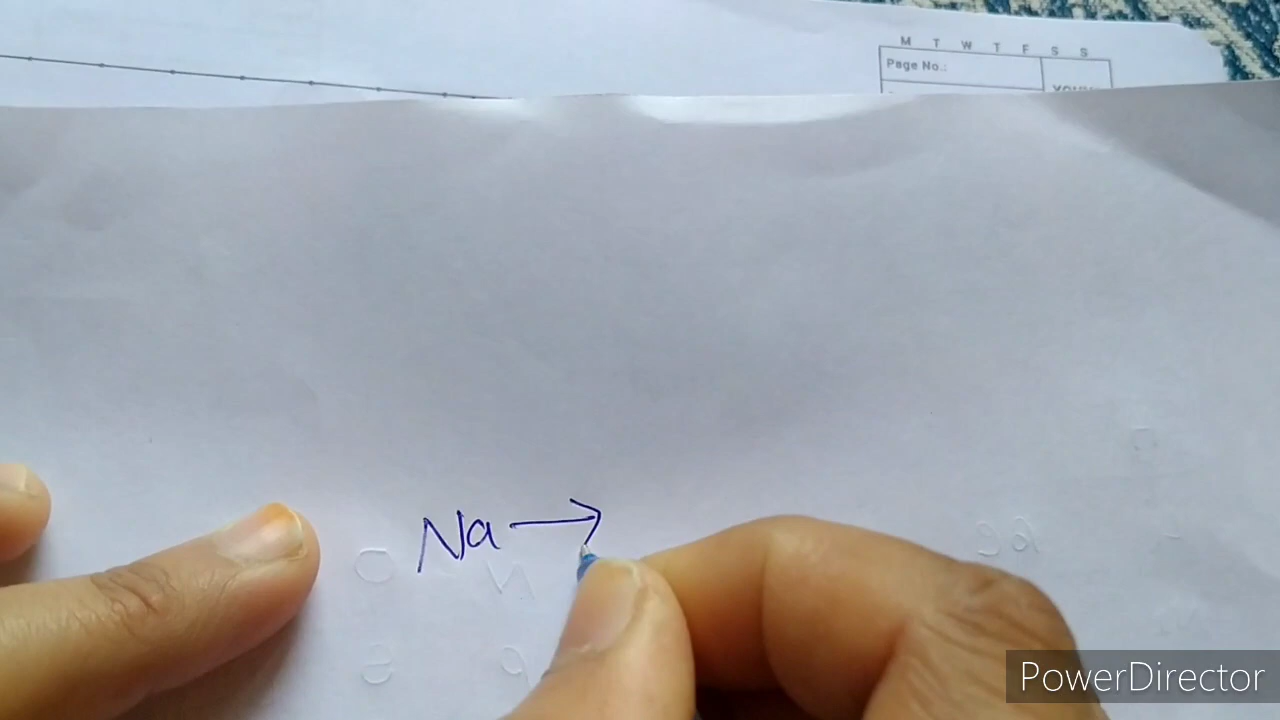 M T W T F S S
Page No.:
Na →
PowerDirector